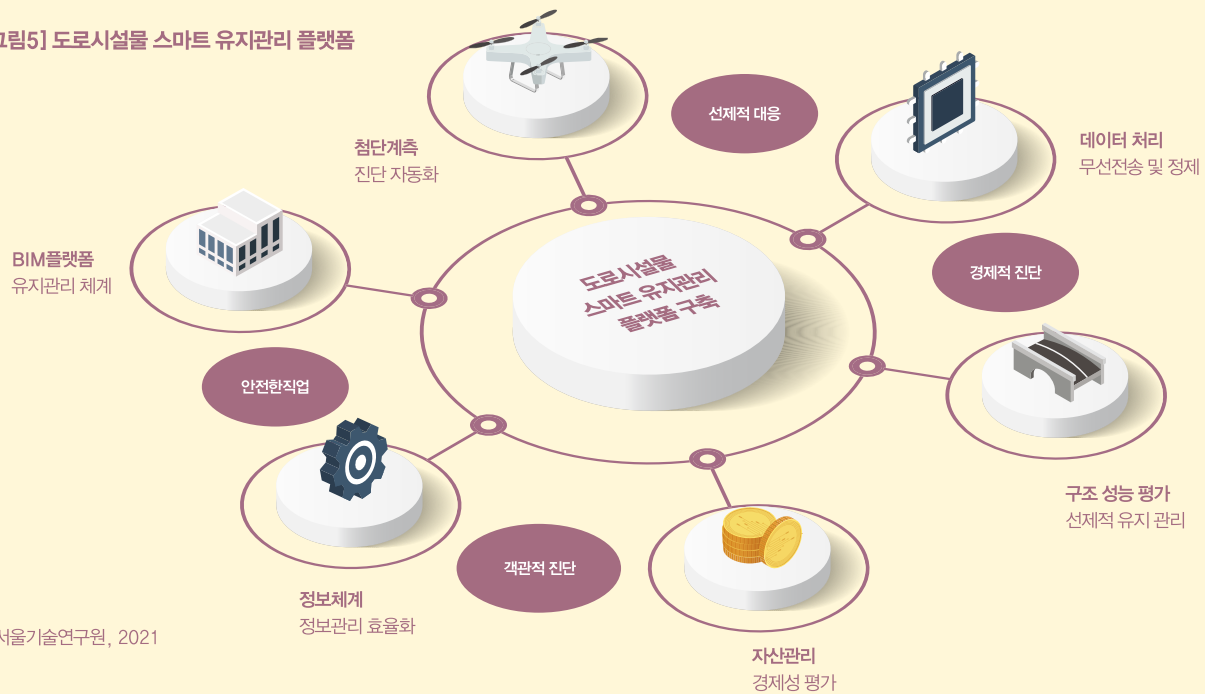 그림5] 도로시설물 스마트 유지관리 플랫폼
첨단계측
진단 자동화
선제적 대응
데이터 처리
무선전송 및 정제
BIM플랫폼
유지관리 체계
도로시설물
스마트 유지관리
플랫폼 구축
경제적 진단
안전한직업
구조 성능 평가
선제적 유지 관리
정보체계
정보관리 효율화
객관적 진단
자산관리
경제성 평가
서울기술연구원, 2021